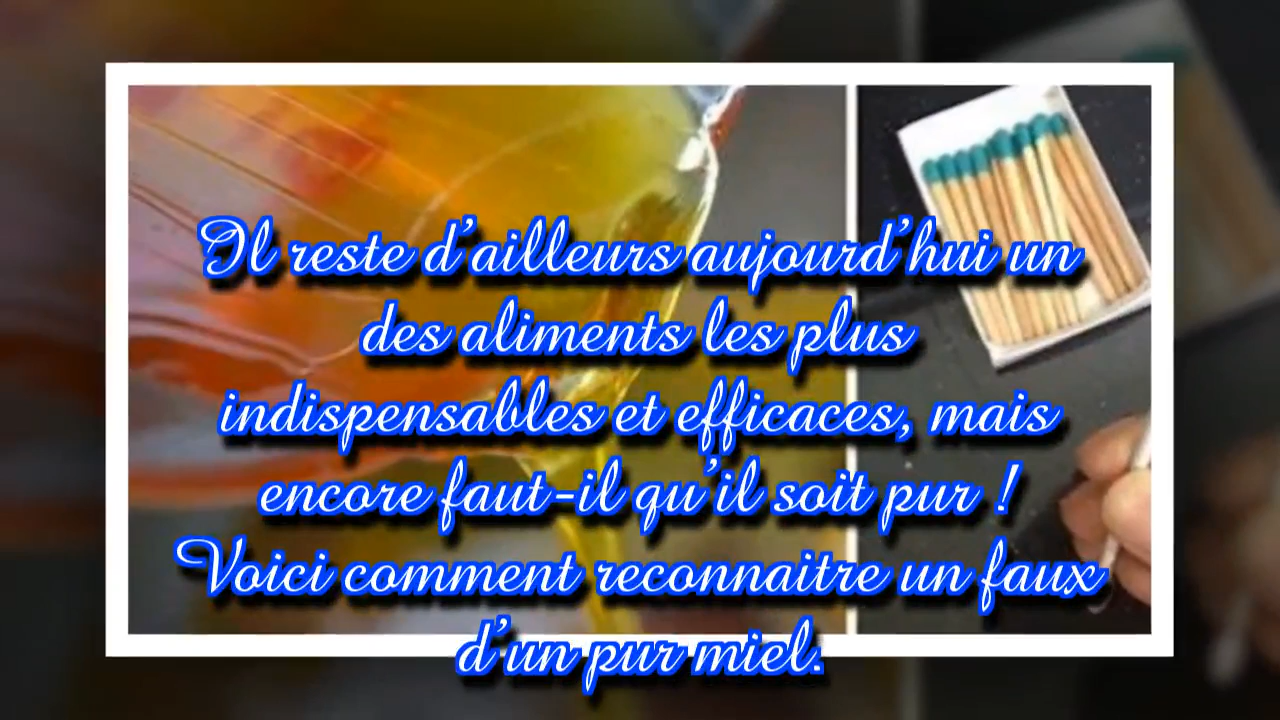 Il reste d'ailleurs aujourd'hui un
des aliments les plus
indispensables et efficaces, mais
encore faut-il qu'il soit pur !
Voici comment reconnaitre un faux
d'un pur miel.